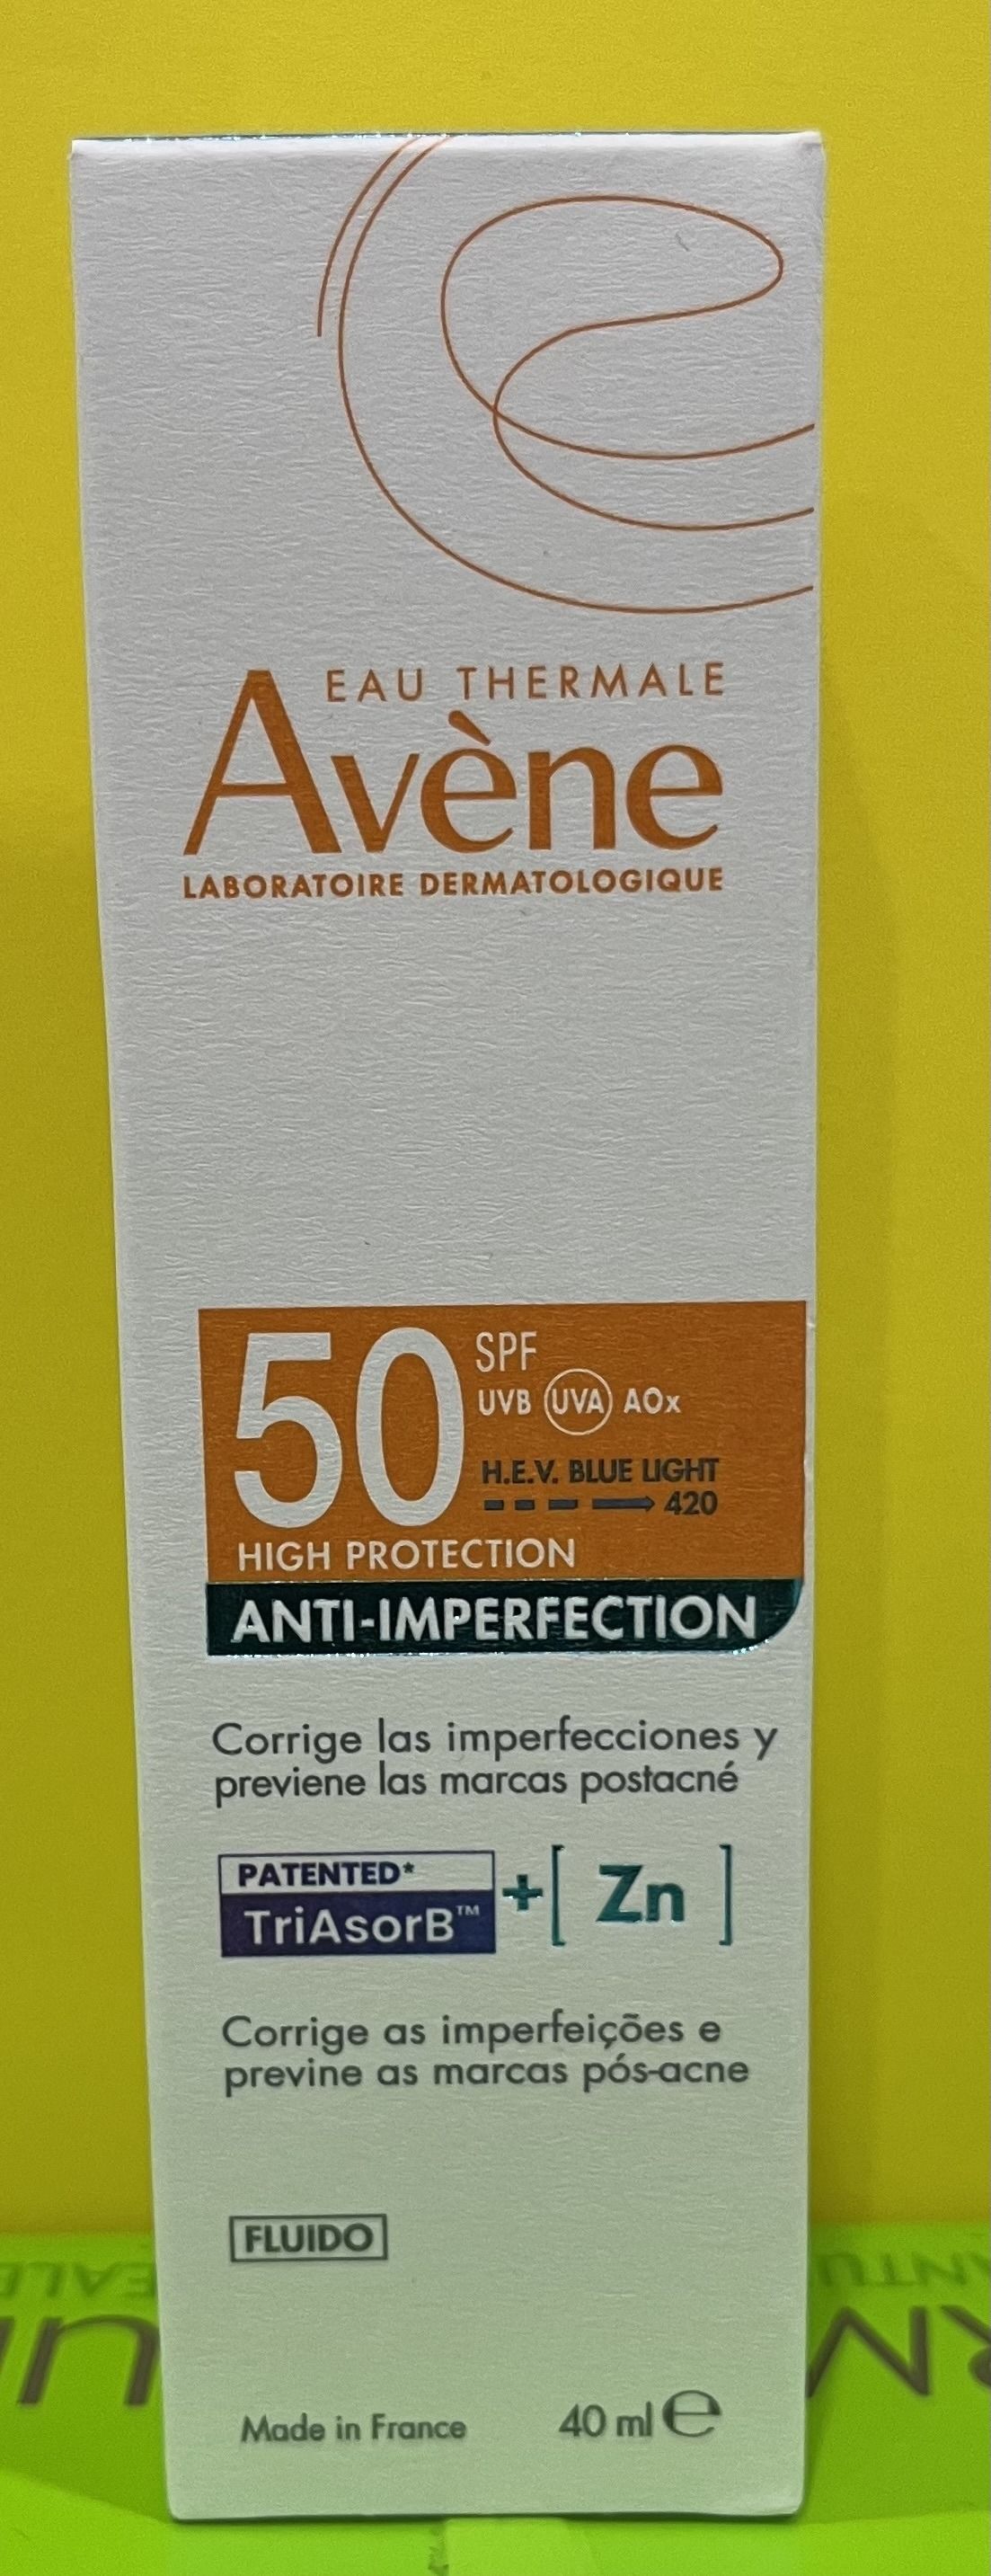 EAU THERMALE
Avène
LABORATOIRE DERMATOLOGIQUE
50 SPF
UVB UVA AOx
H.E.V. BLUE LIGHT
420
HIGH PROTECTION
ANTI-IMPERFECTION
Corrige las imperfecciones y
previene las marcas postacné
PATENTED*
TriAsorB™ +[ Zn ]
Corrige as imperfeições e
previne as marcas pós-acne
FLUIDO
Made in France 40 ml e